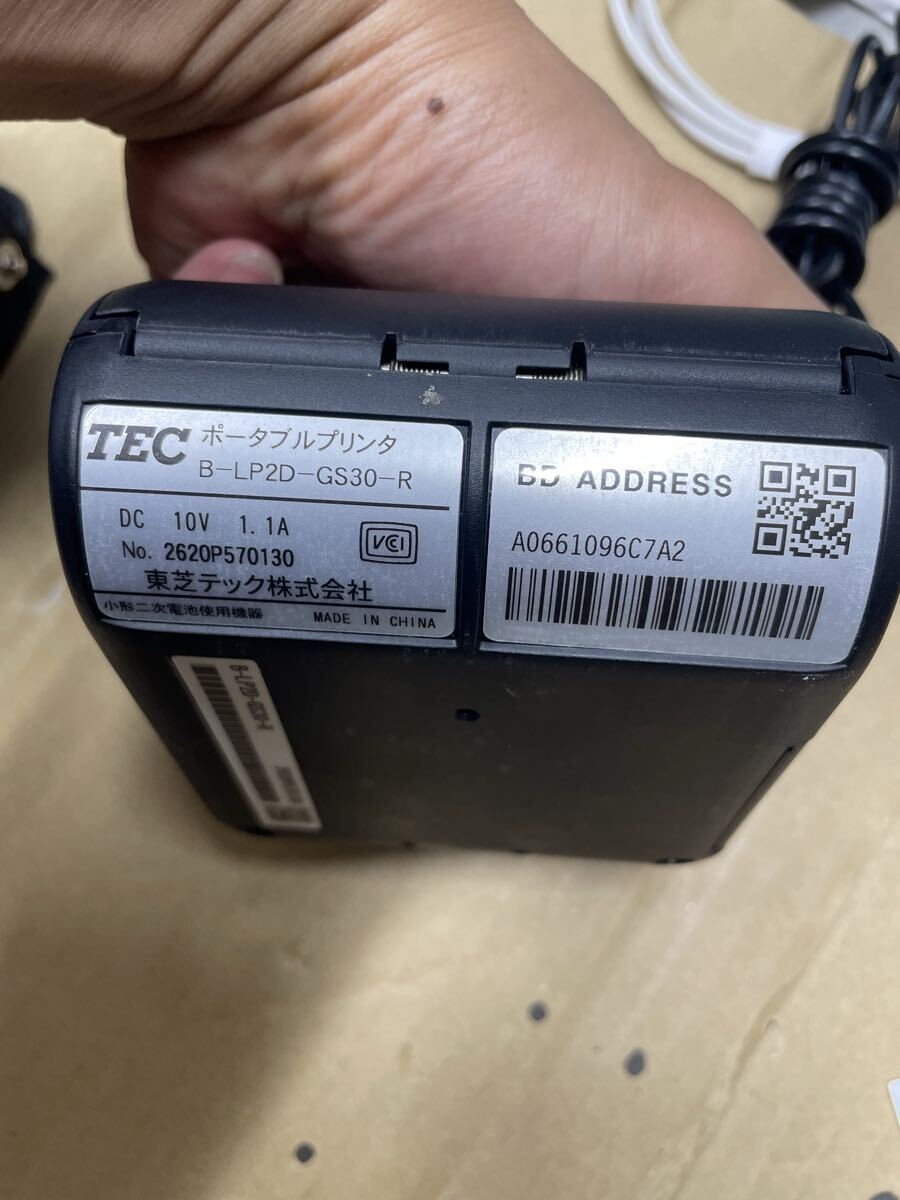 TEC ポータブルプリンタ
B-LP2D-GS30-R
DC 10V 1.1A
No. 2620P570130
VCI
東芝テック株式会社
小形二次電池使用機器 MADE IN CHINA
BD ADDRESS
A0661096C7A2
B-LP2D-GS30-R